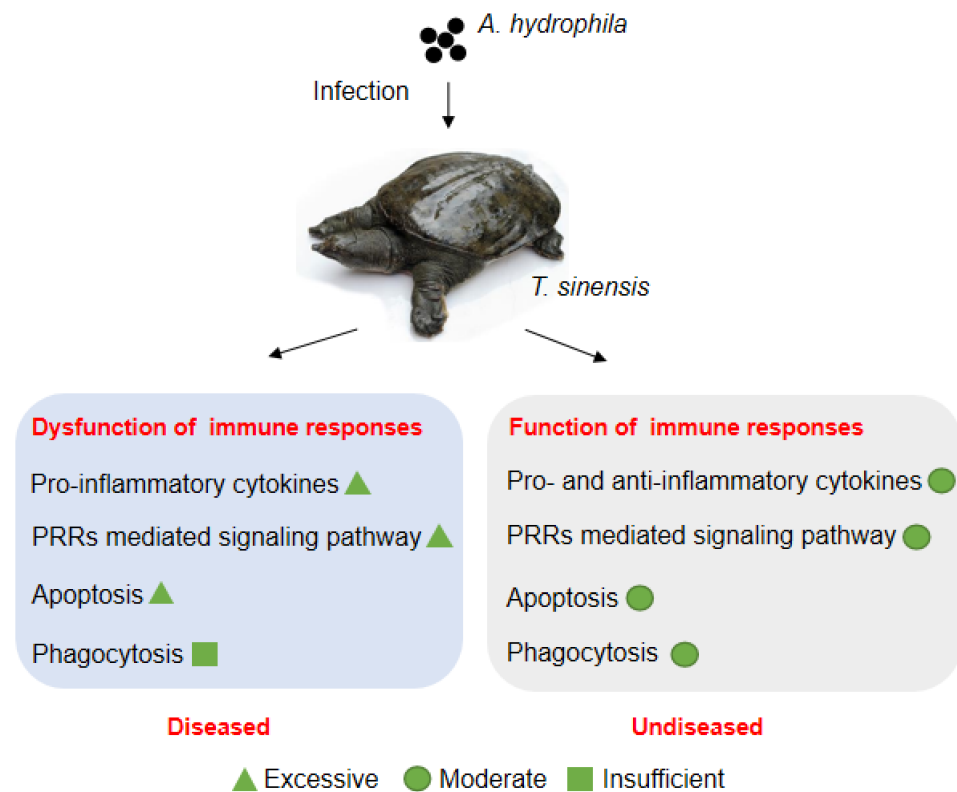 A. hydrophila
Infection
T. sinensis
Dysfunction of immune responses
Pro-inflammatory cytokines
PRRs mediated signaling pathway
Apoptosis
Phagocytosis
Diseased
Function of immune responses
Pro- and anti-inflammatory cytokines
PRRs mediated signaling pathway
Apoptosis
Phagocytosis
Undiseased
Excessive Moderate Insufficient